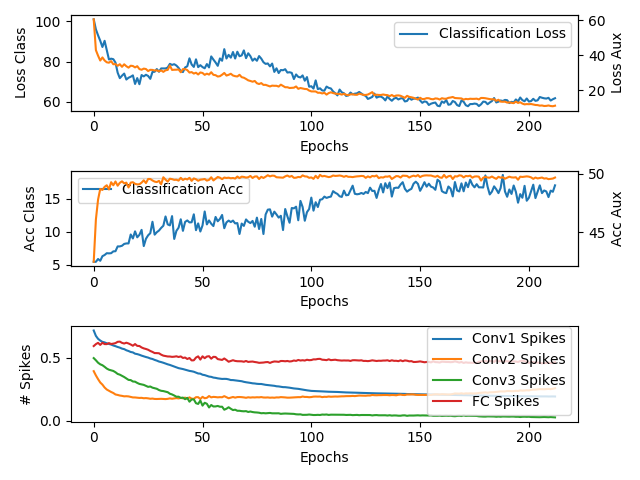 100
80
60
Loss Class
Classification Loss
60
40
20
Loss Aux
0
50
100
150
200
Epochs
15
10
5
Acc Class
Classification Acc
50
45
Acc Aux
0
50
100
150
200
Epochs
0.5
0.0
# Spikes
Conv1 Spikes
Conv2 Spikes
Conv3 Spikes
FC Spikes
0
50
100
150
200
Epochs